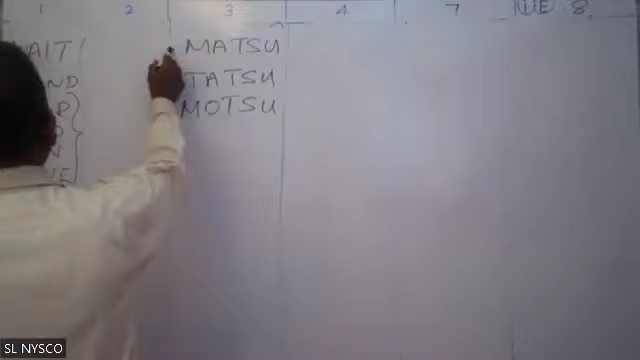 1 2 3 4 7 8
AIT MATSU
ND TATSU
P MOTSU
SL NYSCO